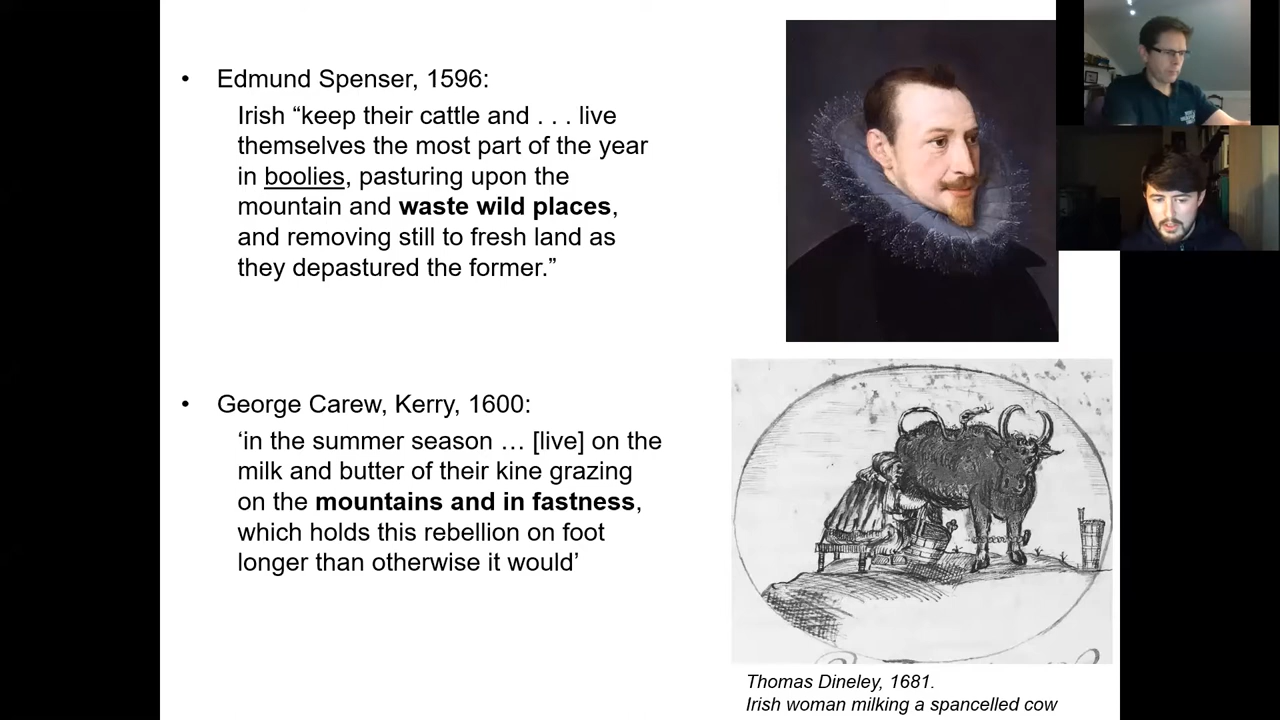 • Edmund Spenser, 1596:
Irish “keep their cattle and . . . live
themselves the most part of the year
in boolies, pasturing upon the
mountain and waste wild places,
and removing still to fresh land as
they depastured the former.”
• George Carew, Kerry, 1600:
‘in the summer season … [live] on the
milk and butter of their kine grazing
on the mountains and in fastness,
which holds this rebellion on foot
longer than otherwise it would’
Thomas Dineley, 1681.
Irish woman milking a spancelled cow